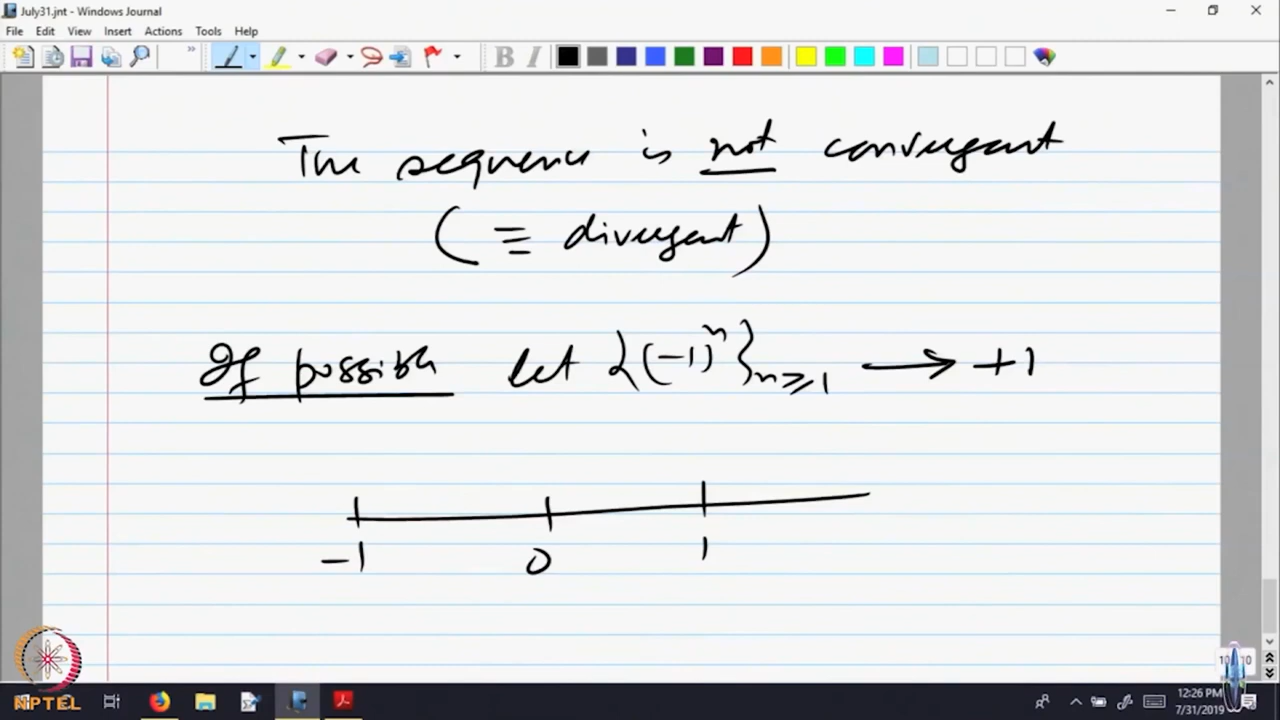 July31.jnt - Windows Journal
File Edit View Insert Actions Tools Help
B I
The sequence is not convergent
(≡ divergent)
If possible let {(-1)^n}_{n≥1} → +1
-1 0 1
NPTEL
12:26 PM
7/31/2019